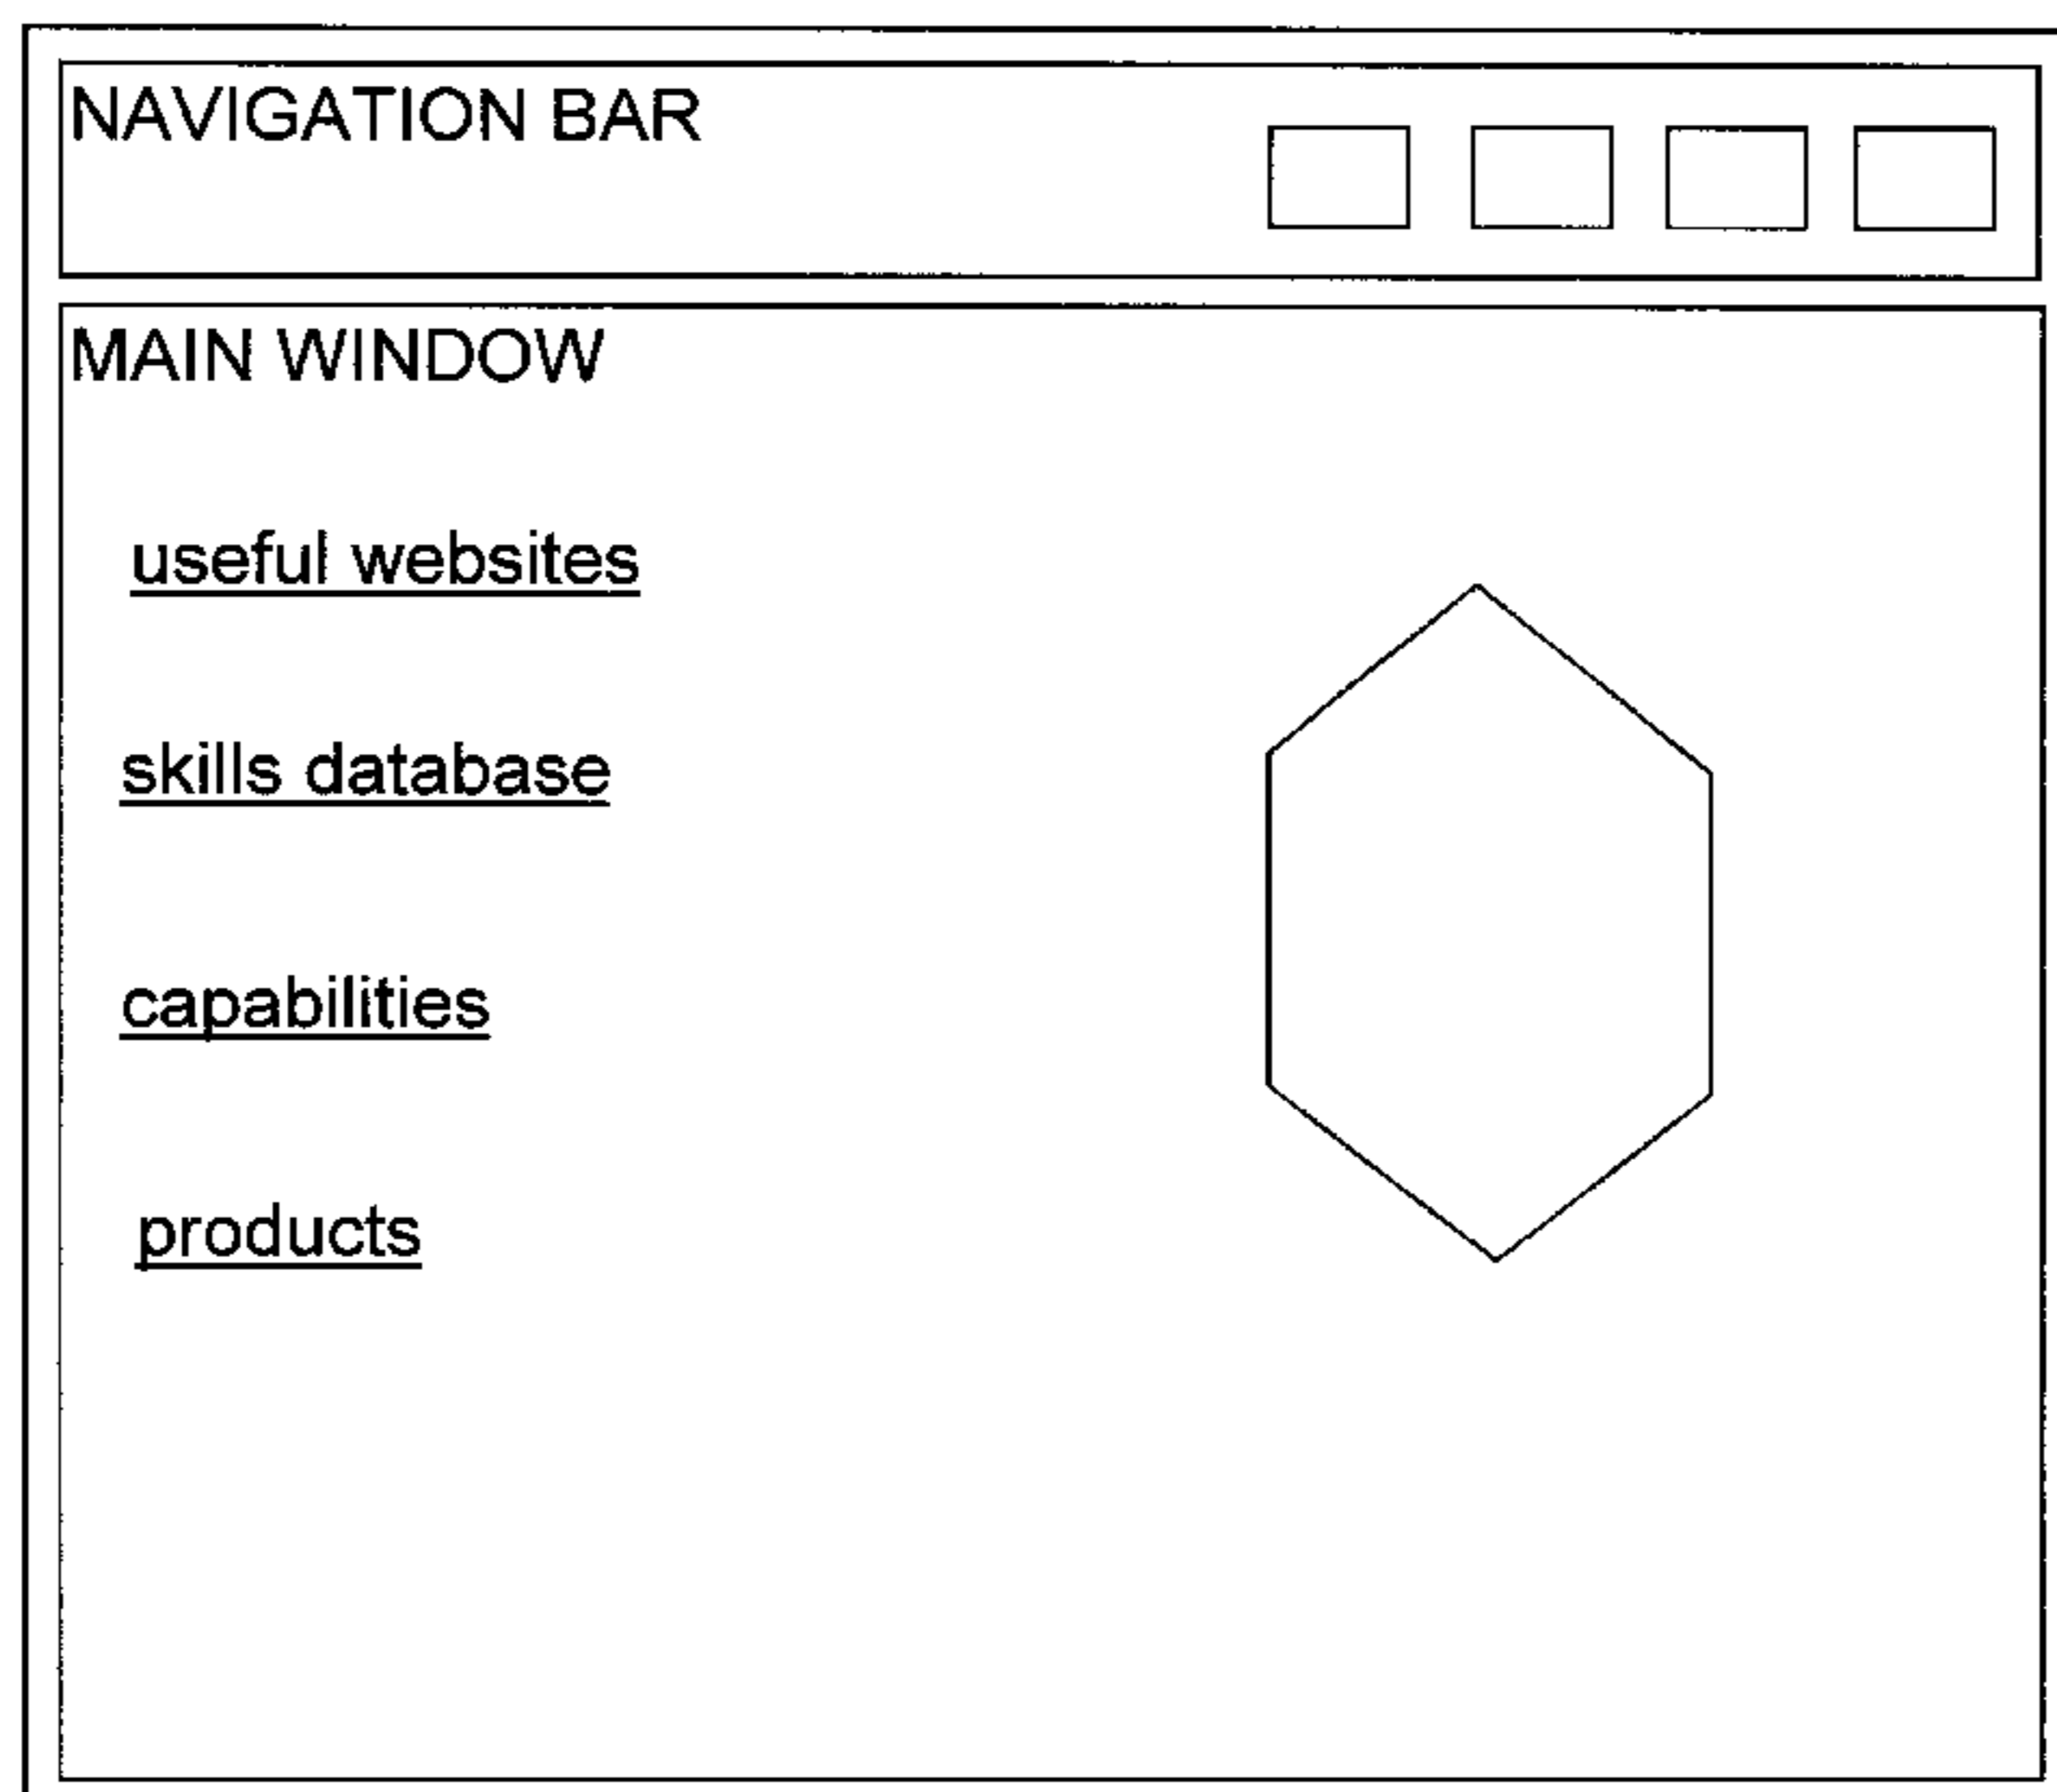 NAVIGATION BAR
MAIN WINDOW
useful websites
skills database
capabilities
products